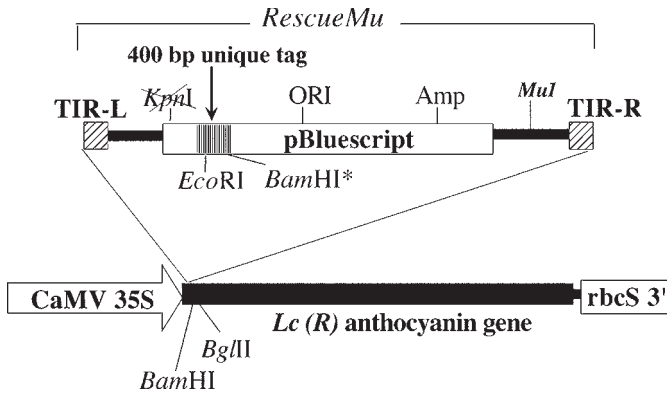 RescueMu
400 bp unique tag
KpnI ORI Amp Mu1
TIR-L TIR-R
pBluescript
EcoRI BamHI*
CaMV 35S rbcS 3'
Lc (R) anthocyanin gene
BglII
BamHI